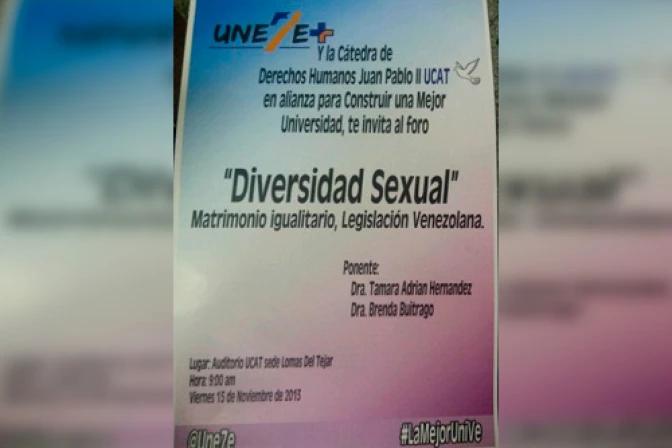 UNE7E+
Y la Cátedra de
Derechos Humanos Juan Pablo II UCAT
en alianza para Construir una Mejor
Universidad, te invita al foro
"Diversidad Sexual"
Matrimonio igualitario, Legislación Venezolana.
Ponente:
Dra. Tamara Adrian Hernandez
Dra. Brenda Buitrago
Lugar: Auditorio UCAT sede Lomas Del Tejar
Hora: 9:00 am
Viernes 15 de Noviembre de 2013
@Une7e
#LaMejorUniVe